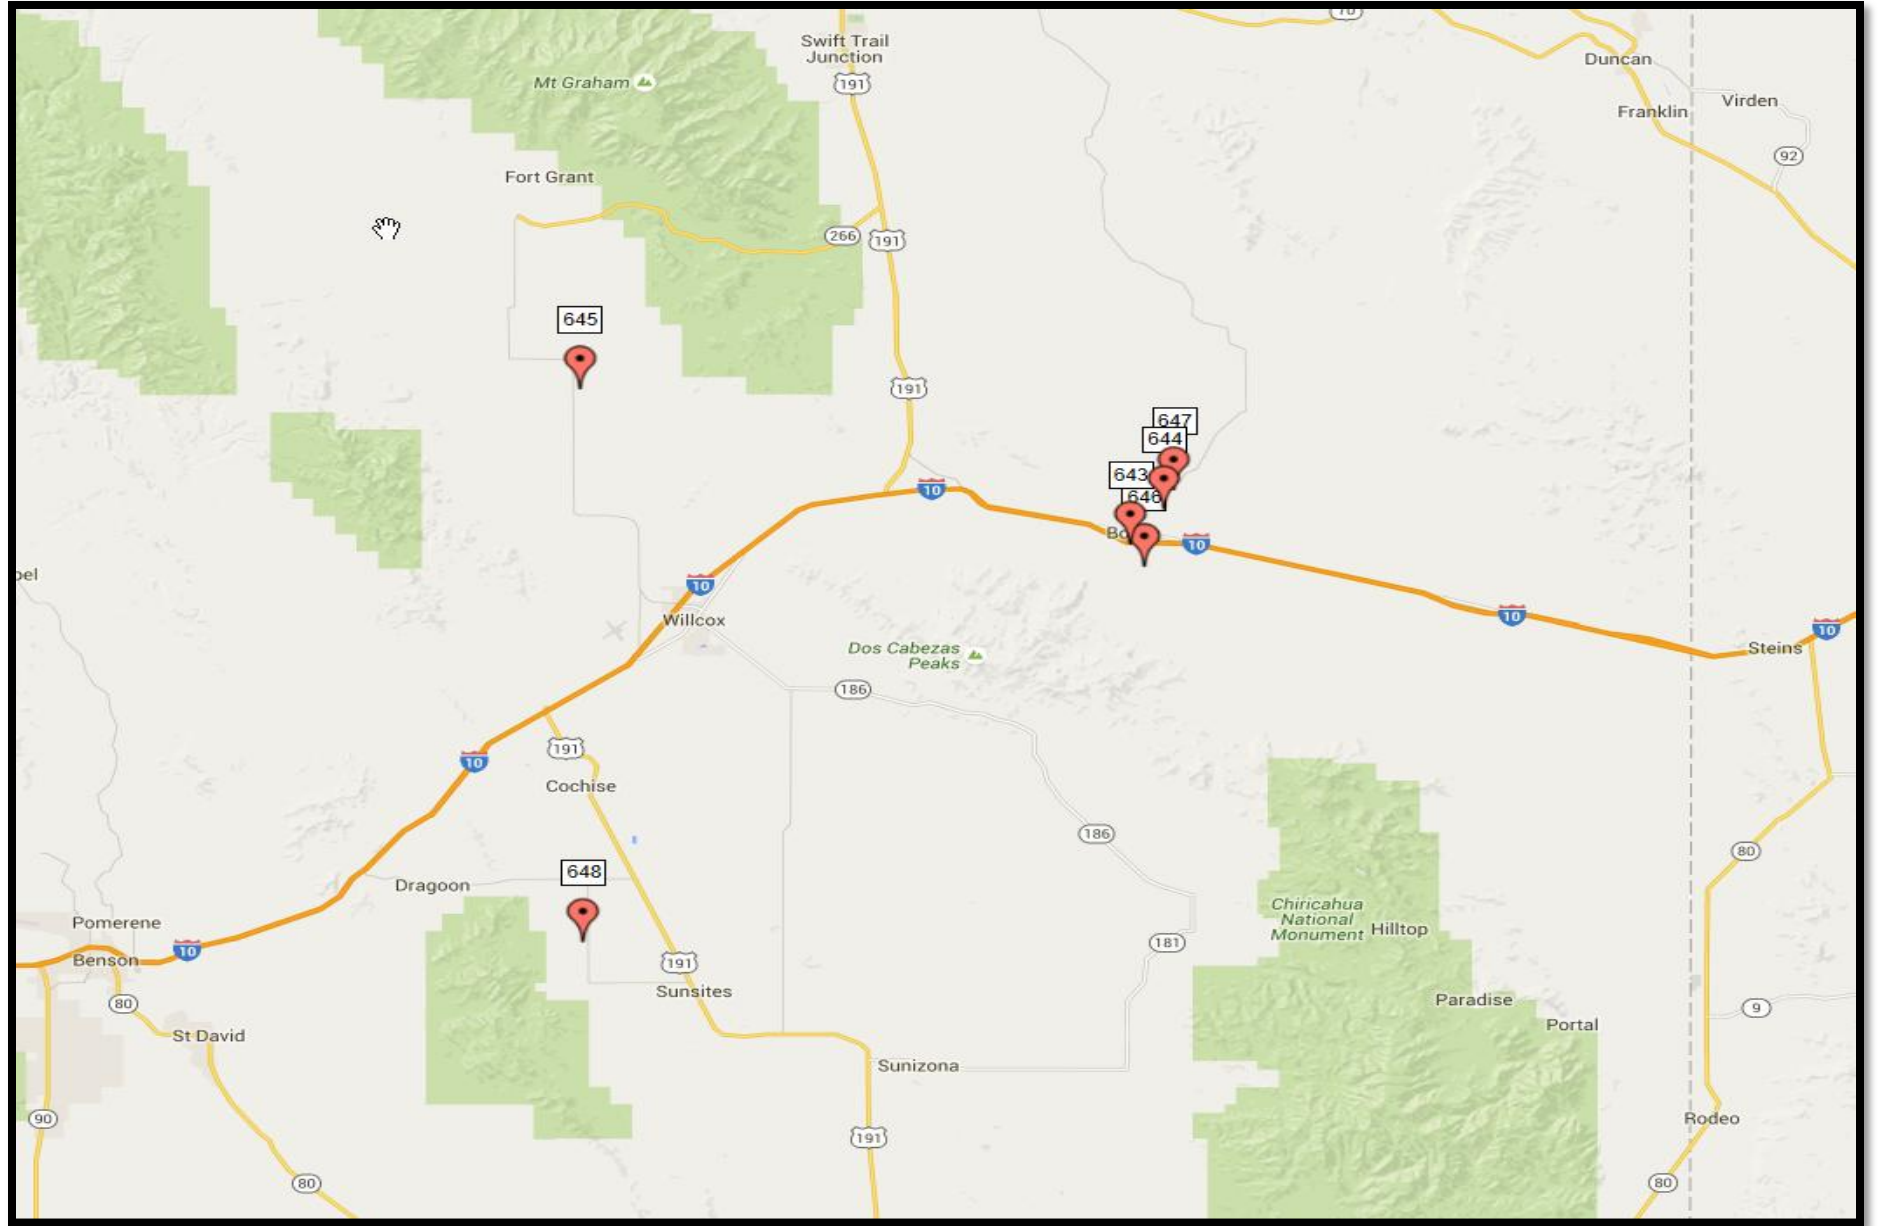 70
Swift Trail
Junction
191
Mt Graham
Duncan
Franklin
Virden
92
Fort Grant
266
191
645
191
647
644
643
646
10
10
10
Willcox
10
10
Dos Cabezas
Peaks
Steins
186
191
10
Cochise
186
80
648
Dragoon
Chiricahua
National
Monument
Hilltop
Pomerene
10
Benson
181
191
Sunsites
80
Paradise
9
Portal
St David
Sunizona
90
191
Rodeo
80
80